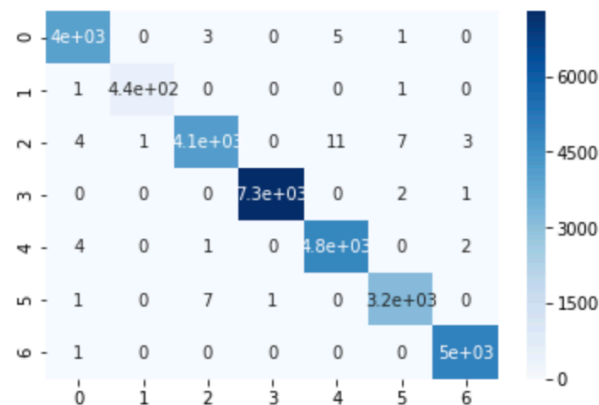 0 4e+03 0 3 0 5 1 0
1 1 4.4e+02 0 0 0 1 0
2 4 1 4.1e+03 0 11 7 3
3 0 0 0 7.3e+03 0 2 1
4 4 0 1 0 4.8e+03 0 2
5 1 0 7 1 0 3.2e+03 0
6 1 0 0 0 0 0 5e+03
0 1 2 3 4 5 6
6000
4500
3000
1500
0